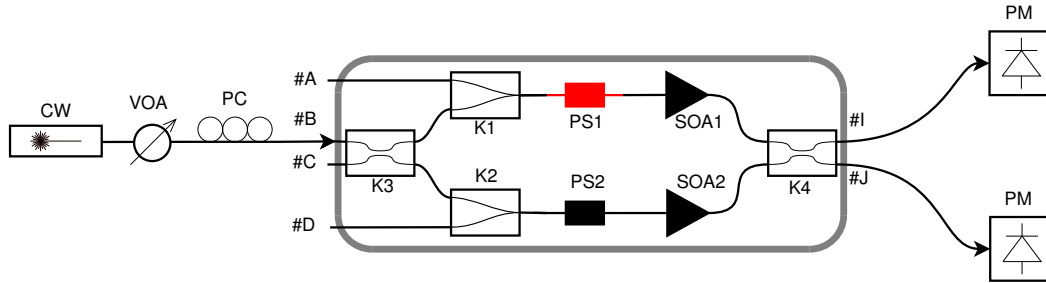 PM
#A
K1
PS1
SOA1
CW
VOA
PC
#B
#I
#C
K3
K2
PS2
SOA2
K4
#J
#D
PM